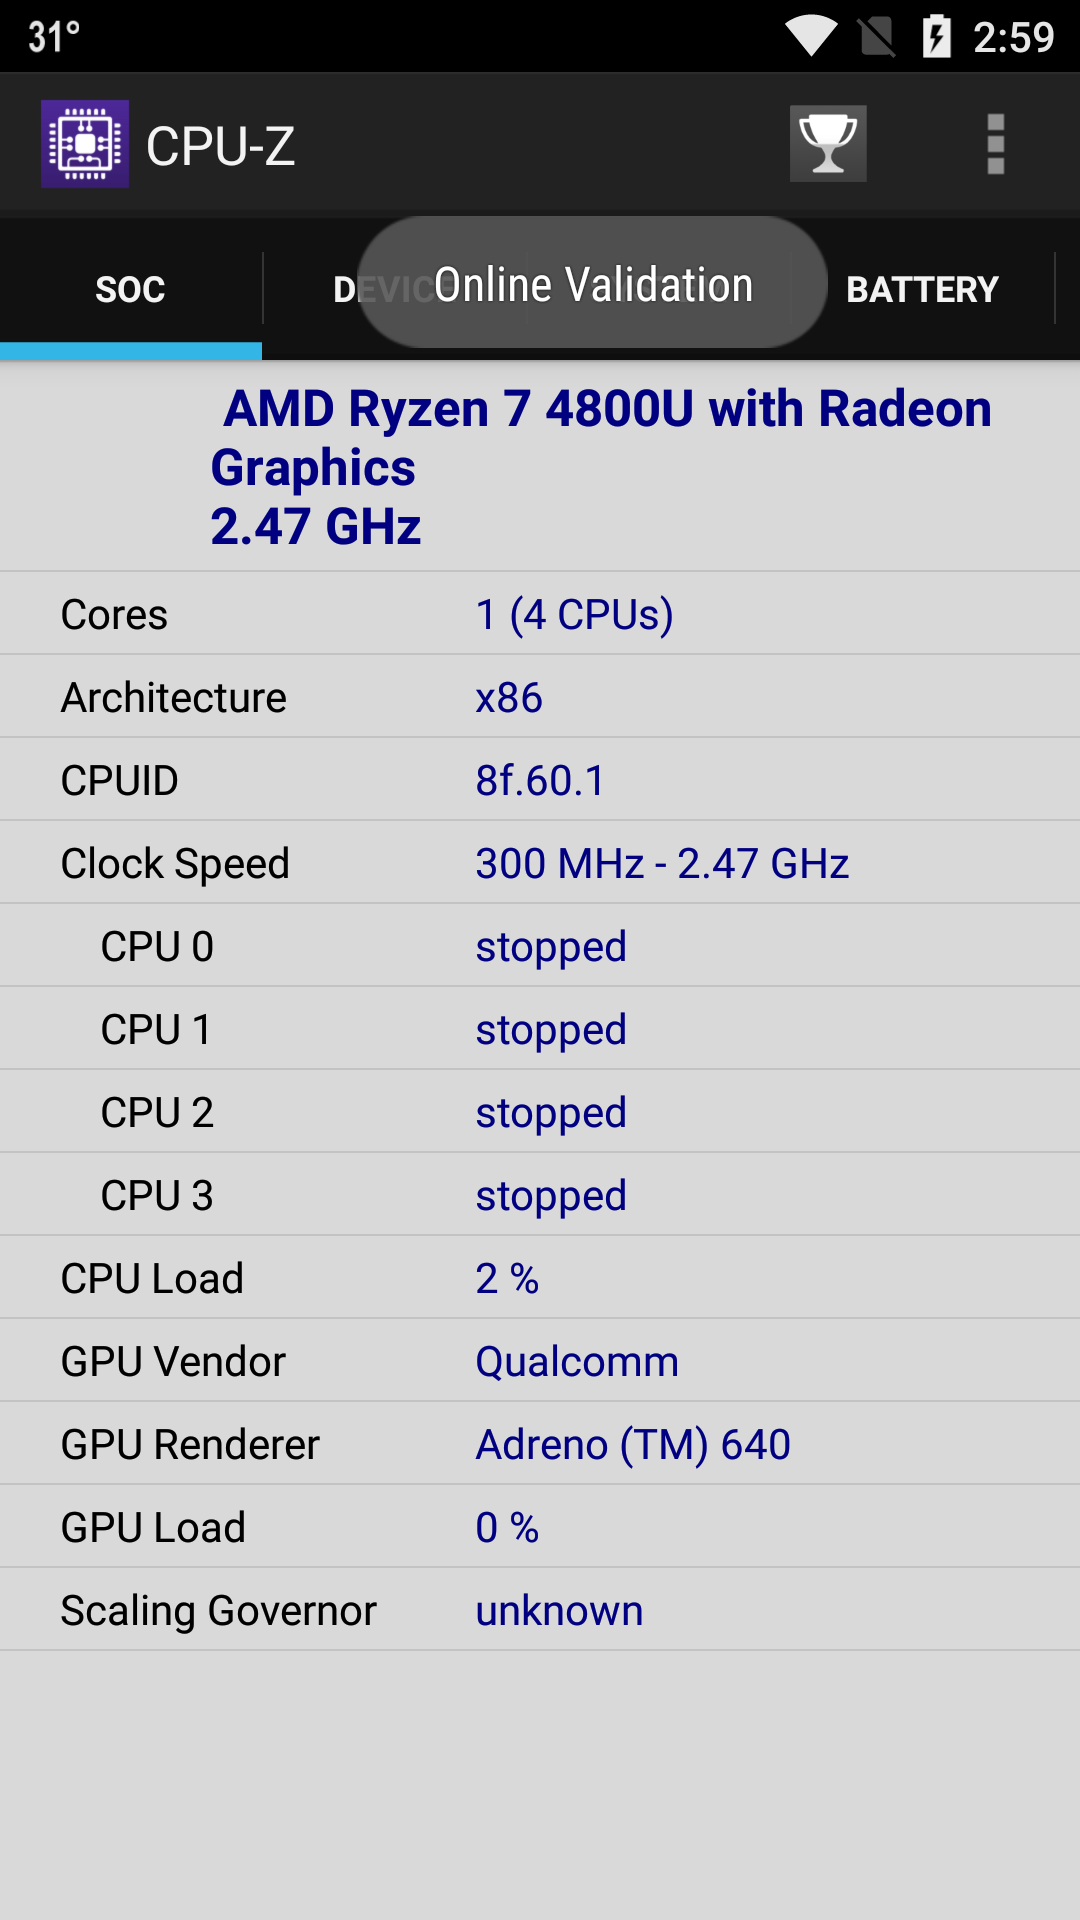 31° 2:59
CPU-Z
SOC DEVICE Online Validation BATTERY
AMD Ryzen 7 4800U with Radeon
Graphics
2.47 GHz
Cores 1 (4 CPUs)
Architecture x86
CPUID 8f.60.1
Clock Speed 300 MHz - 2.47 GHz
CPU 0 stopped
CPU 1 stopped
CPU 2 stopped
CPU 3 stopped
CPU Load 2 %
GPU Vendor Qualcomm
GPU Renderer Adreno (TM) 640
GPU Load 0 %
Scaling Governor unknown